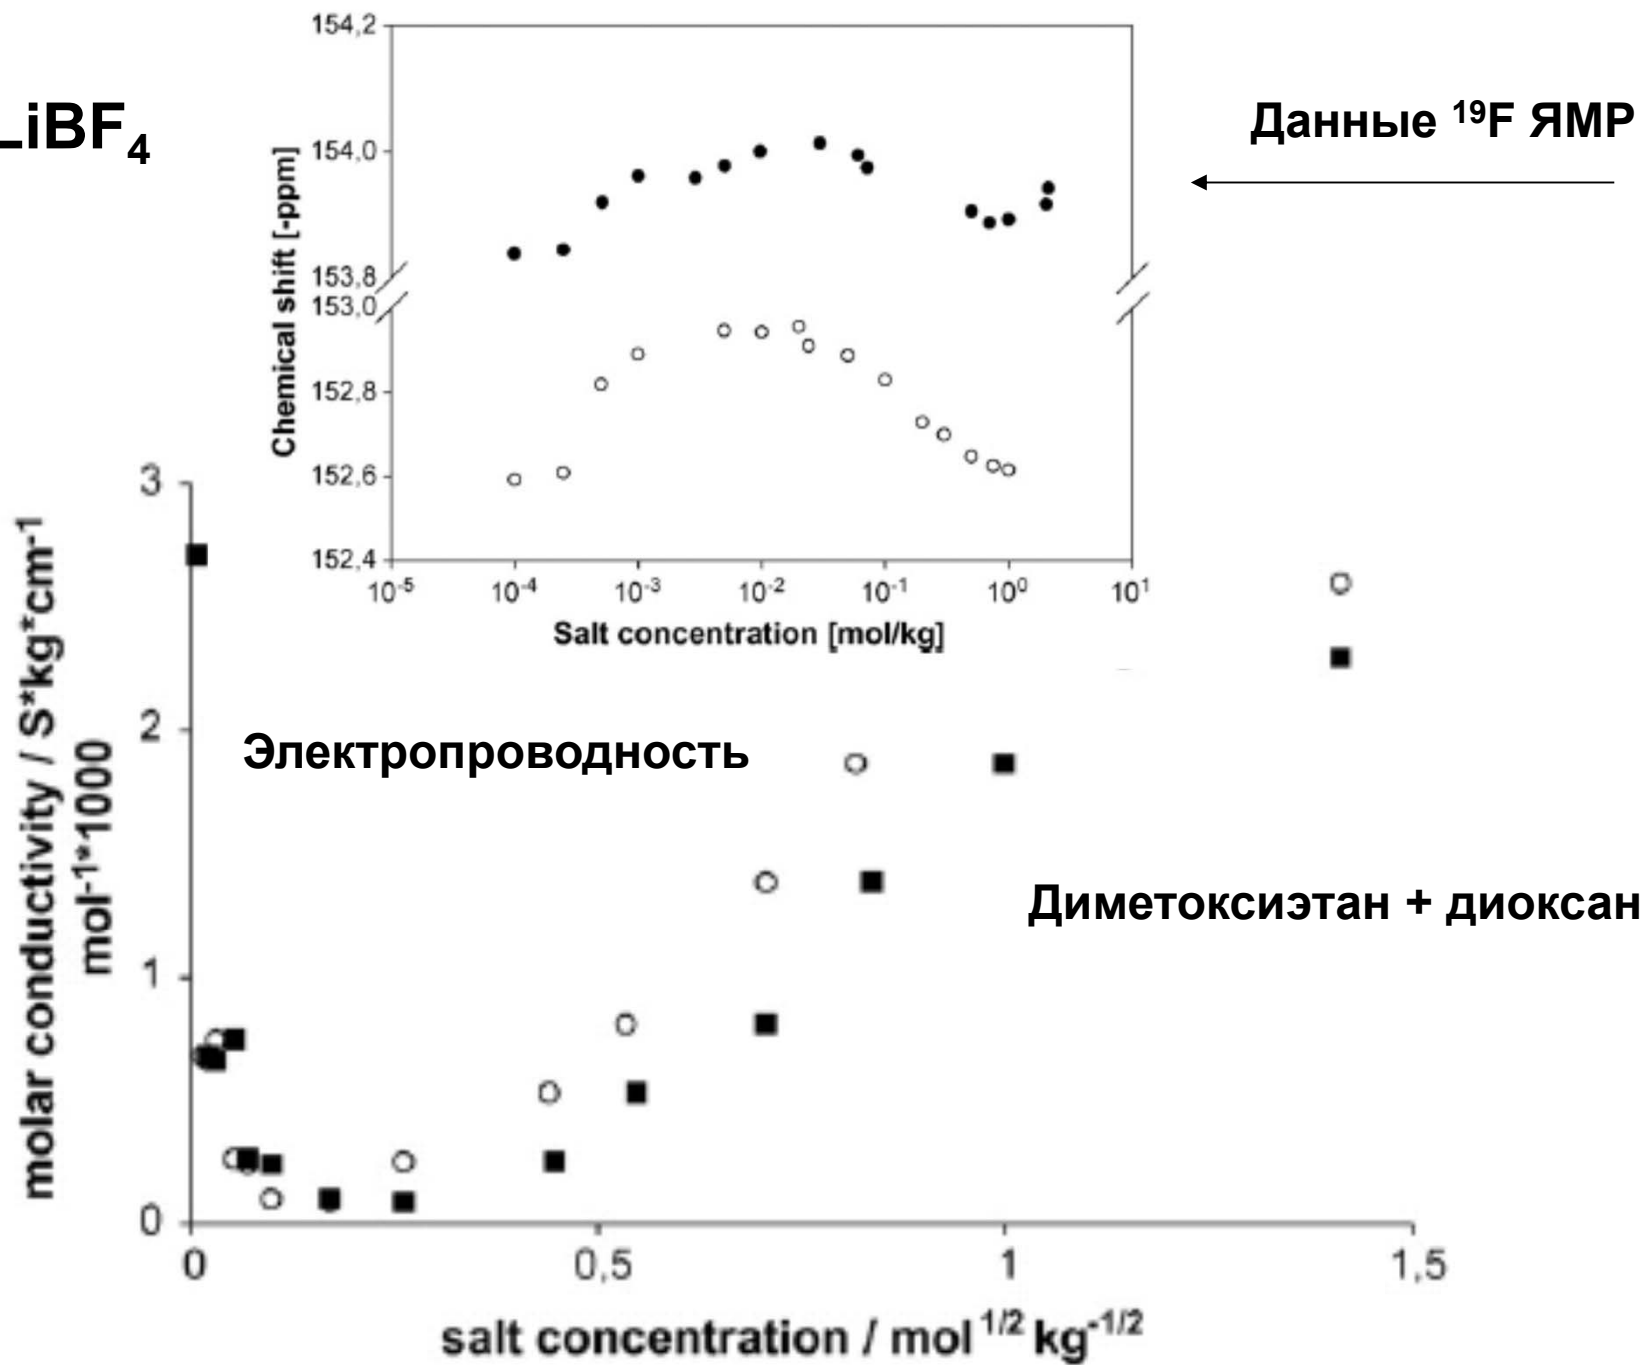 LiBF4
Данные 19F ЯМР
Chemical shift [-ppm]
154,2
154,0
153,8
153,0
152,8
152,6
152,4
10-5
10-4
10-3
10-2
10-1
100
101
Salt concentration [mol/kg]
Электропроводность
Диметоксиэтан + диоксан
molar conductivity / S*kg*cm-1
mol-1*1000
3
2
1
0
0
0,5
1
1,5
salt concentration / mol 1/2 kg-1/2